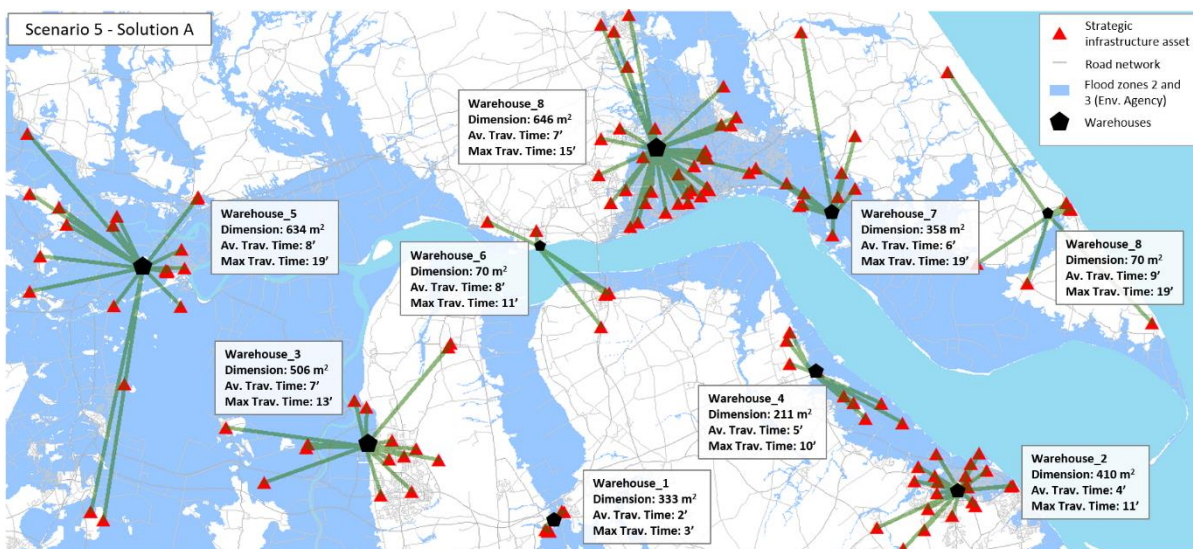 Scenario 5 - Solution A
Strategic
infrastructure asset
Road network
Flood zones 2 and
3 (Env. Agency)
Warehouses
Warehouse_8
Dimension: 646 m²
Av. Trav. Time: 7’
Max Trav. Time: 15’
Warehouse_5
Dimension: 634 m²
Av. Trav. Time: 8’
Max Trav. Time: 19’
Warehouse_6
Dimension: 70 m²
Av. Trav. Time: 8’
Max Trav. Time: 11’
Warehouse_7
Dimension: 358 m²
Av. Trav. Time: 6’
Max Trav. Time: 19’
Warehouse_8
Dimension: 70 m²
Av. Trav. Time: 9’
Max Trav. Time: 19’
Warehouse_3
Dimension: 506 m²
Av. Trav. Time: 7’
Max Trav. Time: 13’
Warehouse_4
Dimension: 211 m²
Av. Trav. Time: 5’
Max Trav. Time: 10’
Warehouse_1
Dimension: 333 m²
Av. Trav. Time: 2’
Max Trav. Time: 3’
Warehouse_2
Dimension: 410 m²
Av. Trav. Time: 4’
Max Trav. Time: 11’